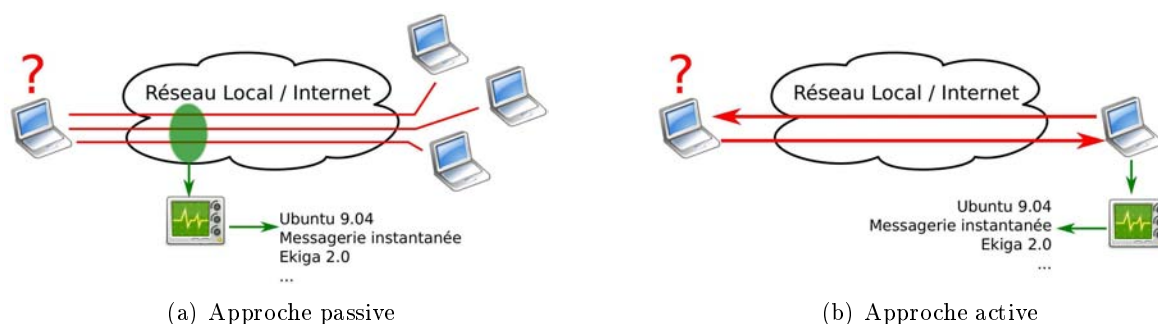 ?
Réseau Local / Internet
Ubuntu 9.04
Messagerie instantanée
Ekiga 2.0
...
(a) Approche passive
?
Réseau Local / Internet
Ubuntu 9.04
Messagerie instantanée
Ekiga 2.0
...
(b) Approche active